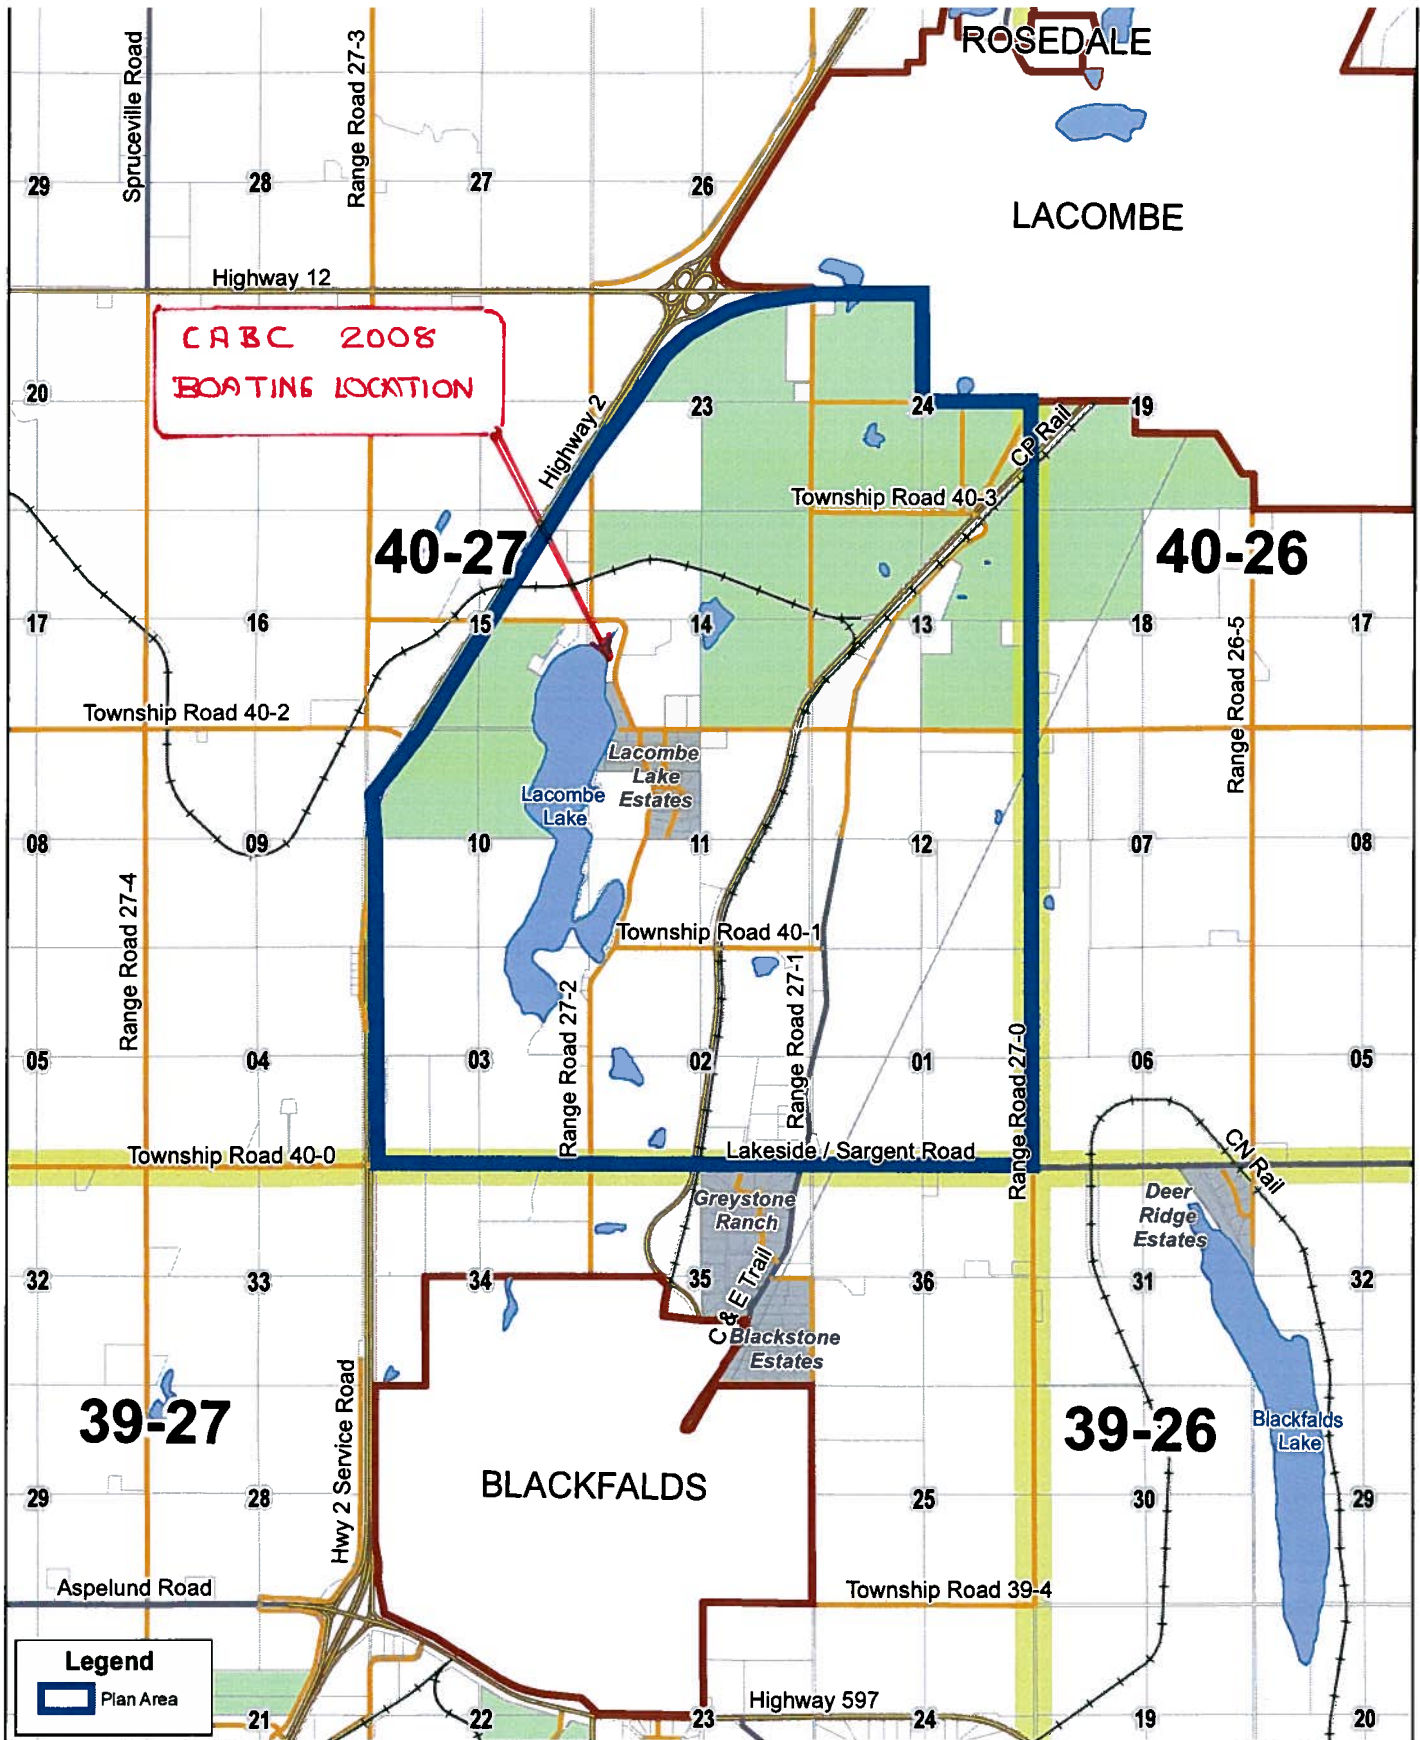 ROSEDALE
Spruceville Road
Range Road 27-3
29
28
27
26
LACOMBE
Highway 12
CABC 2008
BOATING LOCATION
20
23
24
19
Highway 2
CP Rail
Township Road 40-3
40-27
40-26
17
16
15
14
13
18
17
Range Road 26-5
Township Road 40-2
Lacombe
Lake
Estates
Lacombe
Lake
08
09
10
11
12
07
08
Range Road 27-4
Township Road 40-1
Range Road 27-2
Range Road 27-1
Range Road 27-0
05
04
03
02
01
06
05
Township Road 40-0
Lakeside / Sargent Road
CN Rail
Greystone
Ranch
Deer
Ridge
Estates
32
33
34
35
36
31
32
C & E Trail
Blackstone
Estates
Hwy 2 Service Road
39-27
39-26
Blackfalds
Lake
BLACKFALDS
29
28
25
30
29
Aspelund Road
Township Road 39-4
Legend
Plan Area
Highway 597
21
22
23
24
19
20